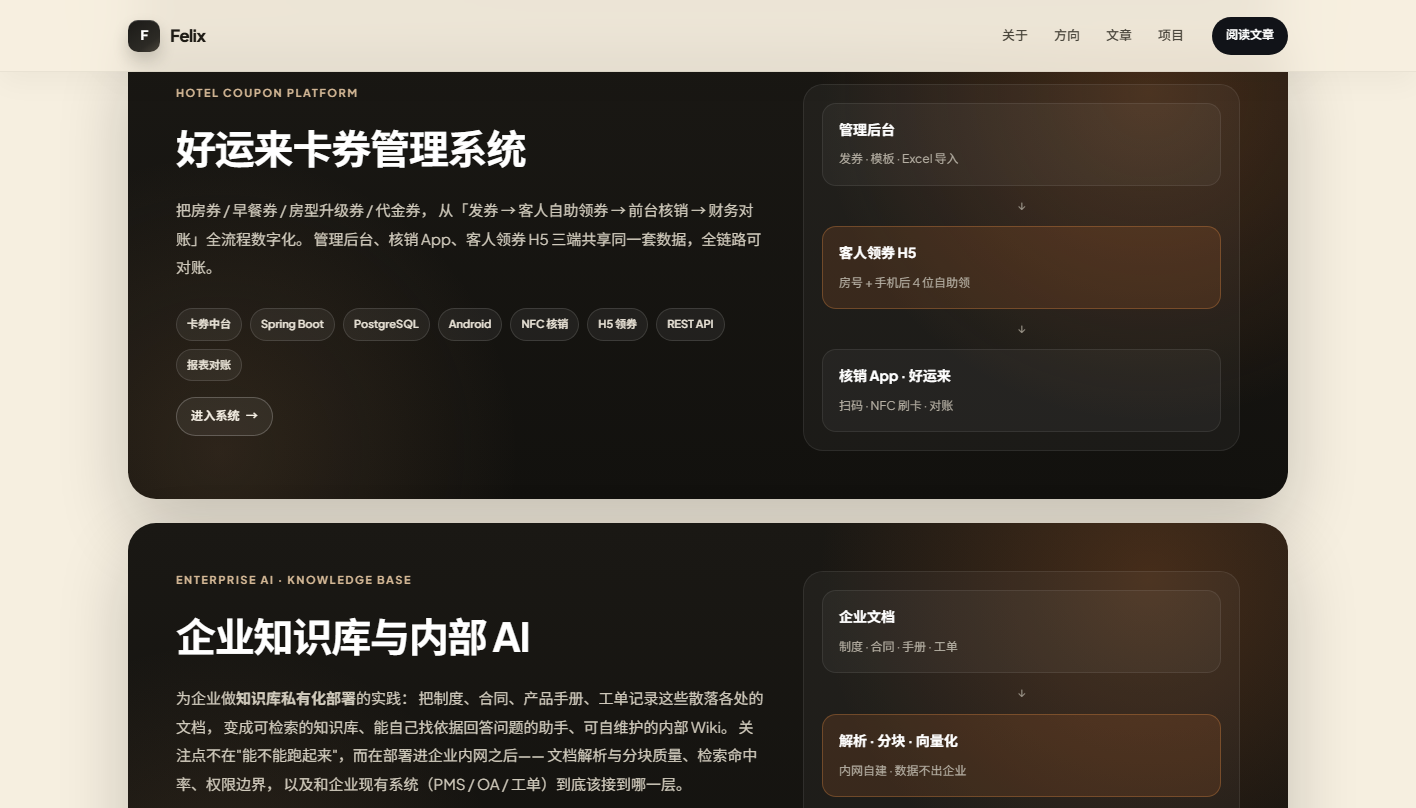 F
Felix
关于
方向
文章
项目
阅读文章
HOTEL COUPON PLATFORM
好运来卡券管理系统
把房券 / 早餐券 / 房型升级券 / 代金券， 从「发券 → 客人自助领券 → 前台核销 → 财务对
账」全流程数字化。 管理后台、核销 App、客人领券 H5 三端共享同一套数据，全链路可
对账。
卡券中台
Spring Boot
PostgreSQL
Android
NFC 核销
H5 领券
REST API
报表对账
进入系统 →
管理后台
发券 · 模板 · Excel 导入
↓
客人领券 H5
房号 + 手机后 4 位自助领
↓
核销 App · 好运来
扫码 · NFC 刷卡 · 对账
ENTERPRISE AI · KNOWLEDGE BASE
企业知识库与内部 AI
为企业做知识库私有化部署的实践： 把制度、合同、产品手册、工单记录这些散落各处的
文档， 变成可检索的知识库、能自己找依据回答问题的助手、可自维护的内部 Wiki。 关
注点不在"能不能跑起来"，而在部署进企业内网之后—— 文档解析与分块质量、检索命中
率、权限边界， 以及和企业现有系统（PMS / OA / 工单）到底该接到哪一层。
企业文档
制度 · 合同 · 手册 · 工单
↓
解析 · 分块 · 向量化
内网自建 · 数据不出企业